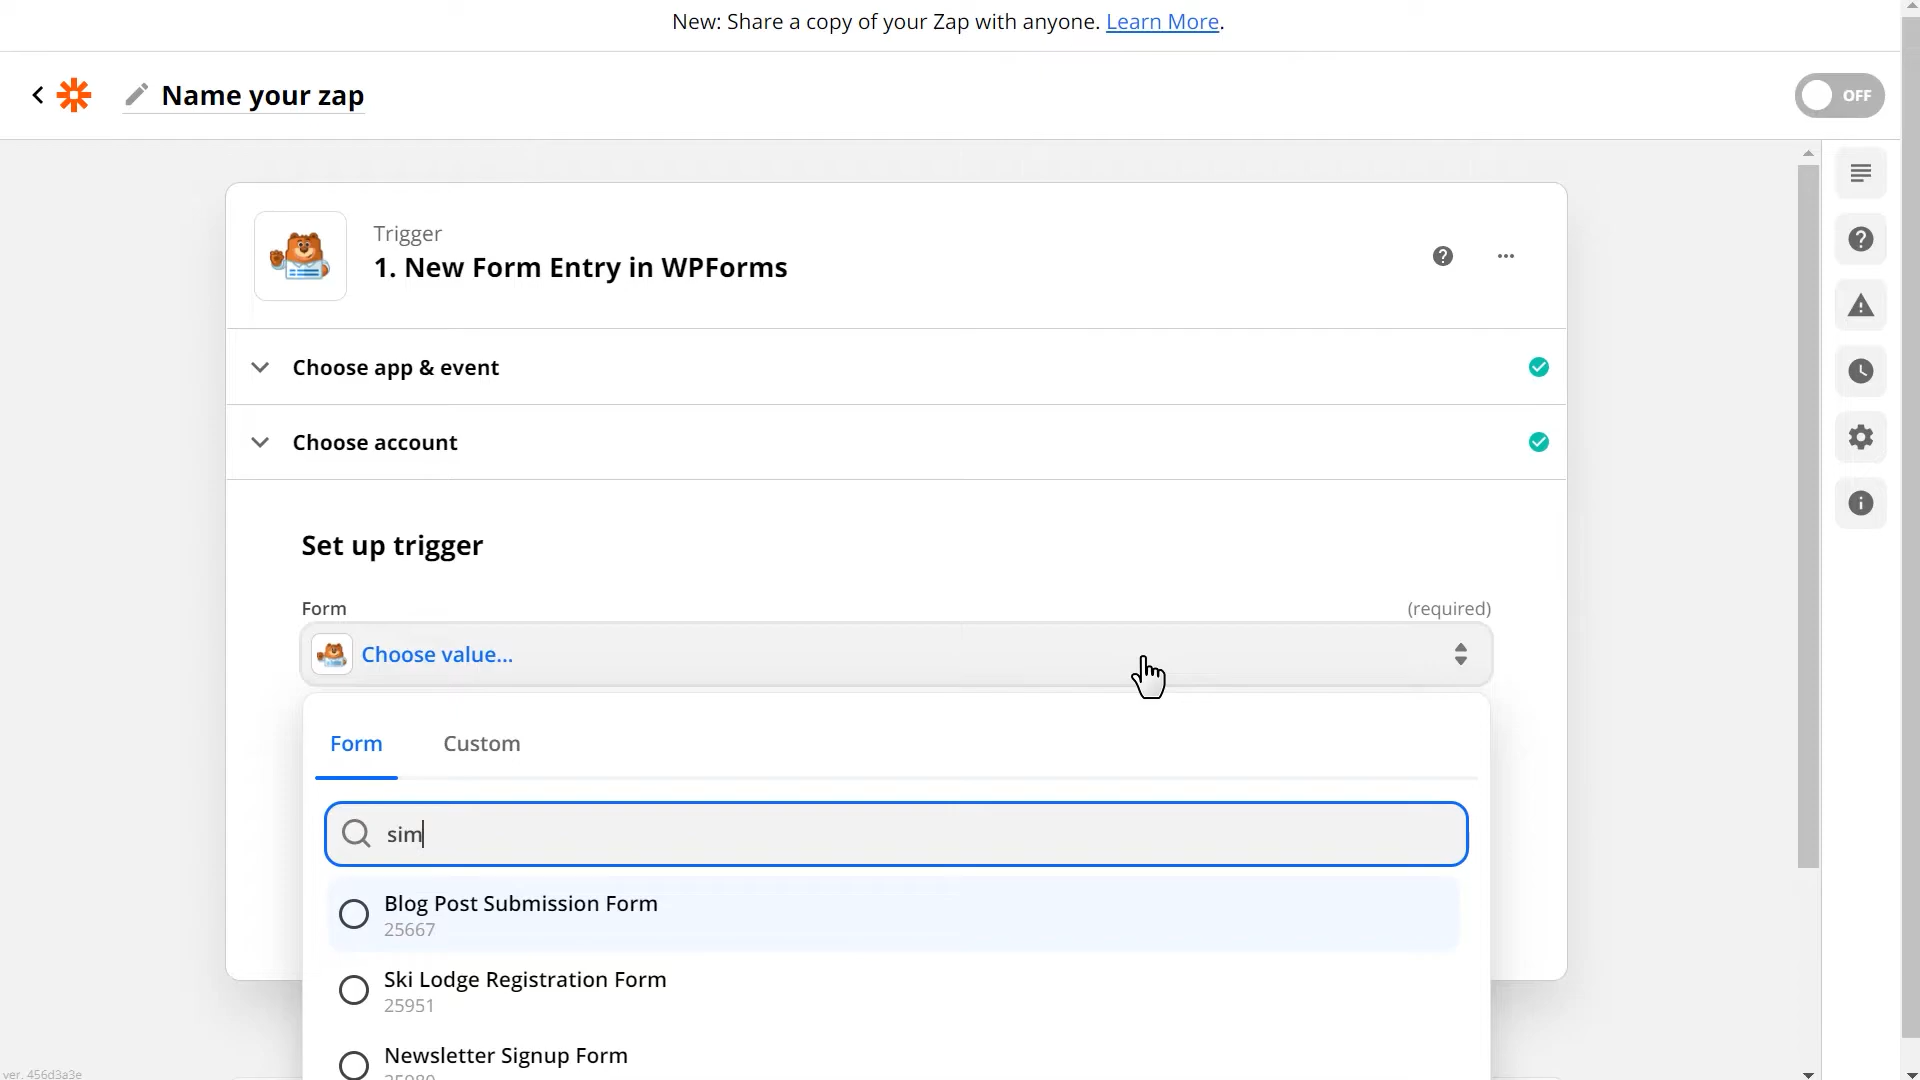 New: Share a copy of your Zap with anyone. Learn More.
Name your zap
OFF
Trigger
1. New Form Entry in WPForms
Choose app & event
Choose account
Set up trigger
Form
(required)
Choose value...
Form
Custom
sim
Blog Post Submission Form
25667
Ski Lodge Registration Form
25951
Newsletter Signup Form
ver. 456d3a3e